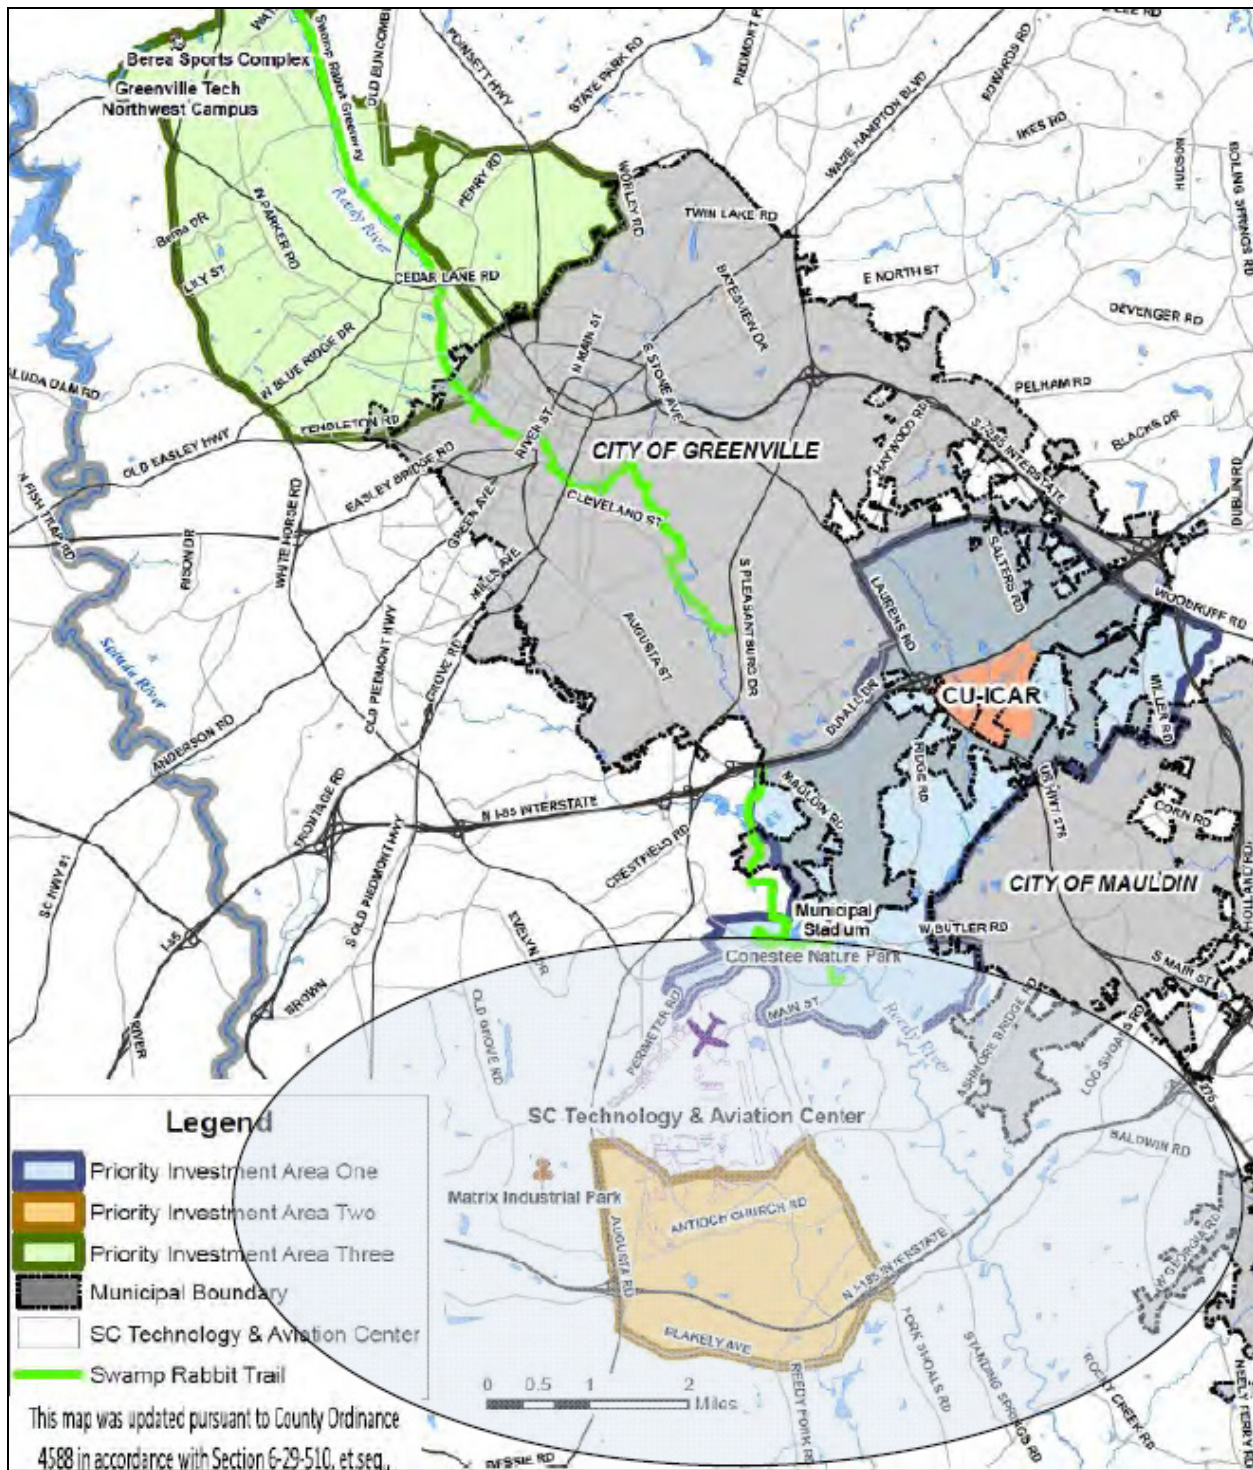 WAT
Swamp Rabbit Greenway
OLD BUNCOMBE
POINSETT HWY
STATE PARK RD
PIEDMONT P
WADE HAMPTON BLVD
EDWARDS RD
LEE RD
IKES RD
HUDSON
BOILING SPRINGS RD
Berea Sports Complex
Greenville Tech
Northwest Campus
Reedy River
PERRY RD
WORLEY RD
TWIN LAKE RD
N PARKER RD
Berea DR
LILY ST
CEDAR LANE RD
E NORTH ST
BATESVIEW DR
DEVENGER RD
W BLUE RIDGE DR
N MAIN ST
S STONE AVE
PELHAM RD
LUDA DAM RD
PENDLETON RD
RIVER ST
HAYWOOD RD
BLACKS DR
OLD EASLEY HWY
EASLEY BRIDGE RD
CITY OF GREENVILLE
DUBLIN RD
N FISH TRAP RD
WHITE HORSE RD
GREEN AVE
CLEVELAND ST
RISON DR
MILLS AVE
S PLEASANTBURG DR
SALTERS RD
LAURENS RD
WOODRUFF RD
AUGUSTA ST
OLD PIEDMONT HWY
GROVE RD
DUVALL DR
CU-ICAR
MILLER RD
Saluda River
ANDERSON RD
RIDGE RD
MAULDIN RD
US HWY 276
CORN RD
FRONTAGE RD
N I-85 INTERSTATE
CRESTFIELD RD
SC HWY 81
S OLD PIEDMONT HWY
CITY OF MAULDIN
I-85
EVELYN DR
Municipal
Stadium
W BUTLER RD
Conestee Nature Park
S MAIN ST
BROWN
RIVER
OLD GROVE RD
PERIMETER RD
MAIN ST
Reedy River
ASHMORE BRIDGE
LOG SHOALS RD
276
SC Technology & Aviation Center
BALDWIN RD
Matrix Industrial Park
ANTIOCH CHURCH RD
AUGUSTA RD
N I-185 INTERSTATE
W GEORGIA RD
BLAKELY AVE
FORK SHOALS RD
STANDING SPRINGS RD
ROCKY CREEK RD
NEELY FERRY RD
REEDY FORK RD
BESSIE RD
Legend
Priority Investment Area One
Priority Investment Area Two
Priority Investment Area Three
Municipal Boundary
SC Technology & Aviation Center
Swamp Rabbit Trail
0 0.5 1 2
Miles
This map was updated pursuant to County Ordinance
4588 in accordance with Section 6-29-510, et seq.,